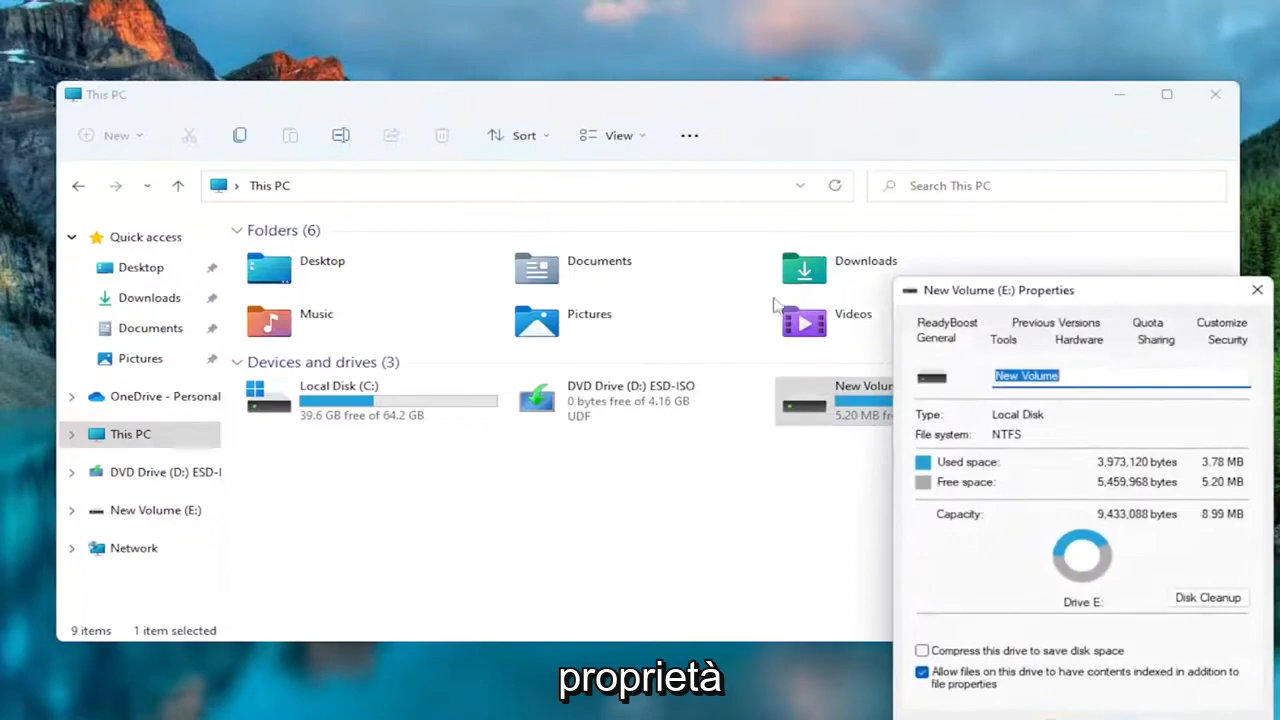 This PC
New
Sort
View
This PC
Search This PC
Quick access
Desktop
Downloads
Documents
Pictures
OneDrive - Personal
This PC
DVD Drive (D:) ESD-I
New Volume (E:)
Network
Folders (6)
Desktop
Documents
Downloads
Music
Pictures
Videos
Devices and drives (3)
Local Disk (C:)
39.6 GB free of 64.2 GB
DVD Drive (D:) ESD-ISO
0 bytes free of 4.16 GB
UDF
New Volum
5.20 MB fre
9 items 1 item selected
New Volume (E:) Properties
ReadyBoost Previous Versions Quota Customize
General Tools Hardware Sharing Security
New Volume
Type: Local Disk
File system: NTFS
Used space: 3,973,120 bytes 3.78 MB
Free space: 5,459,968 bytes 5.20 MB
Capacity: 9,433,088 bytes 8.99 MB
Drive E:
Disk Cleanup
Compress this drive to save disk space
Allow files on this drive to have contents indexed in addition to
file properties
proprietà